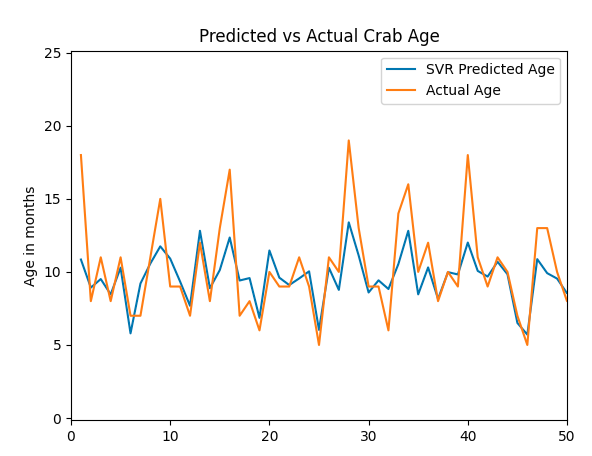 Predicted vs Actual Crab Age
25
20
15
10
5
0
Age in months
SVR Predicted Age
Actual Age
0 10 20 30 40 50